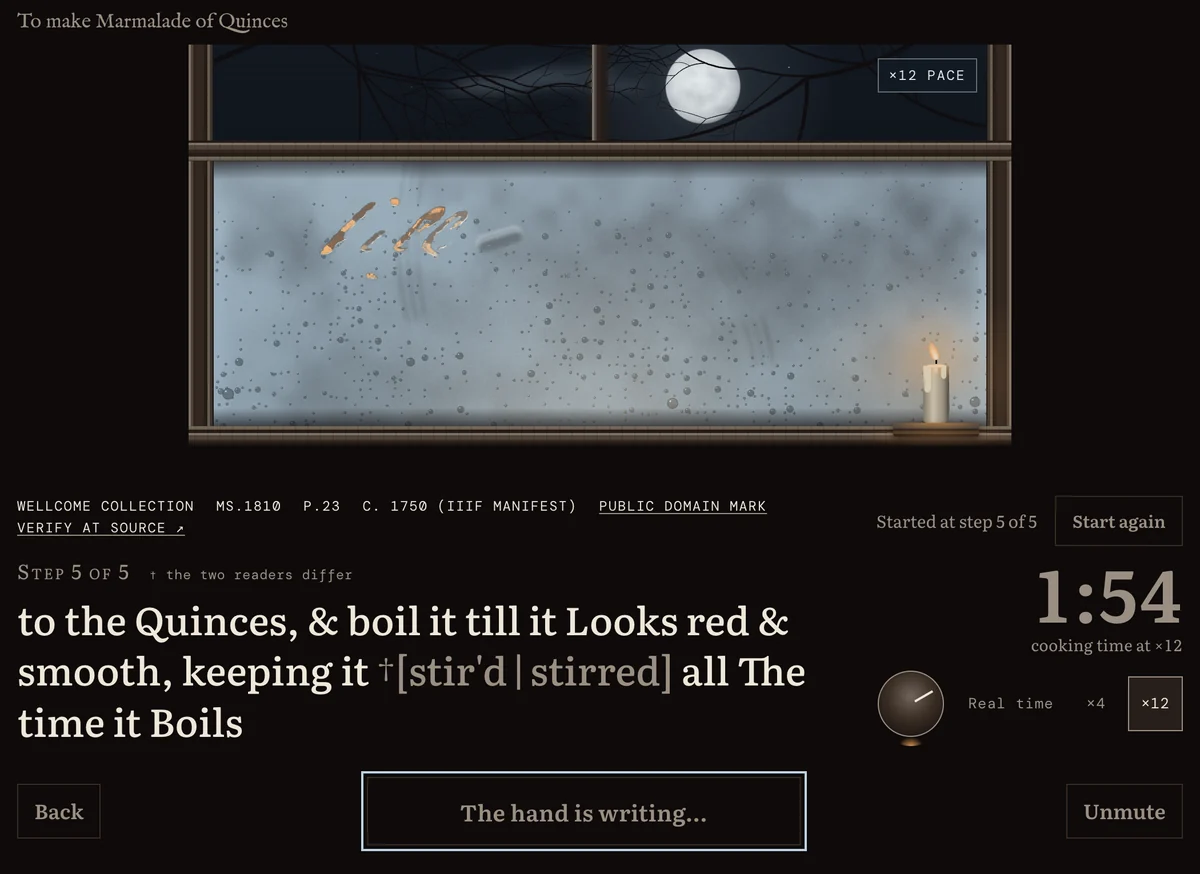 To make Marmalade of Quinces
×12 PACE
WELLCOME COLLECTION MS.1810 P.23 C. 1750 (IIIF MANIFEST) PUBLIC DOMAIN MARK
VERIFY AT SOURCE ↗
Started at step 5 of 5
Start again
STEP 5 OF 5 † the two readers differ
to the Quinces, & boil it till it Looks red &
smooth, keeping it †[stir'd | stirred] all The
time it Boils
1:54
cooking time at ×12
Real time ×4 ×12
Back
The hand is writing...
Unmute